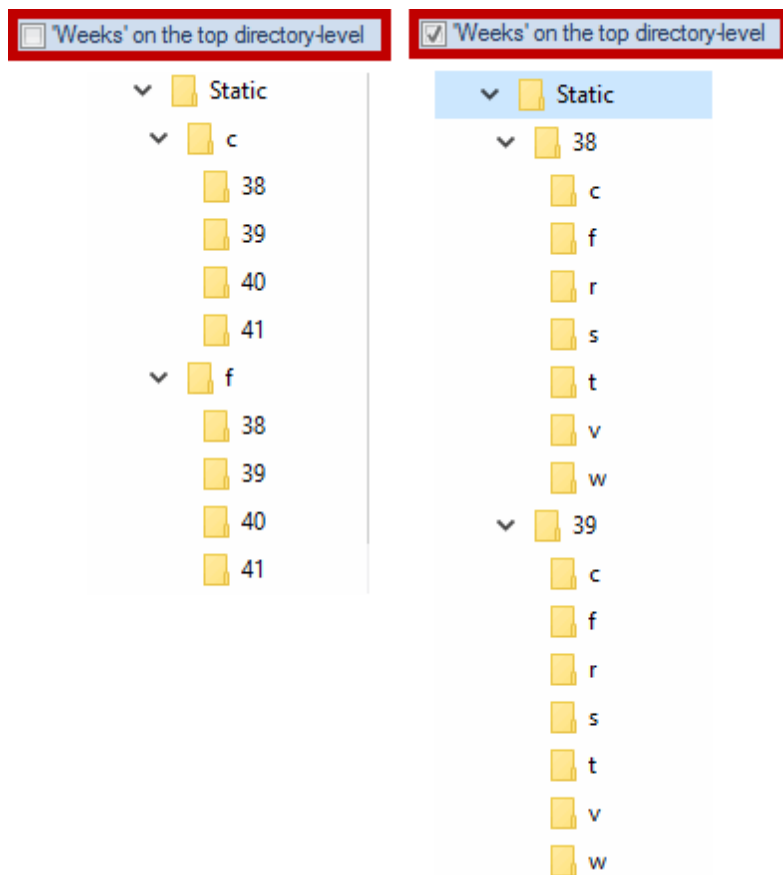 'Weeks' on the top directory-level
Static
c
38
39
40
41
f
38
39
40
41
'Weeks' on the top directory-level
Static
38
c
f
r
s
t
v
w
39
c
f
r
s
t
v
w